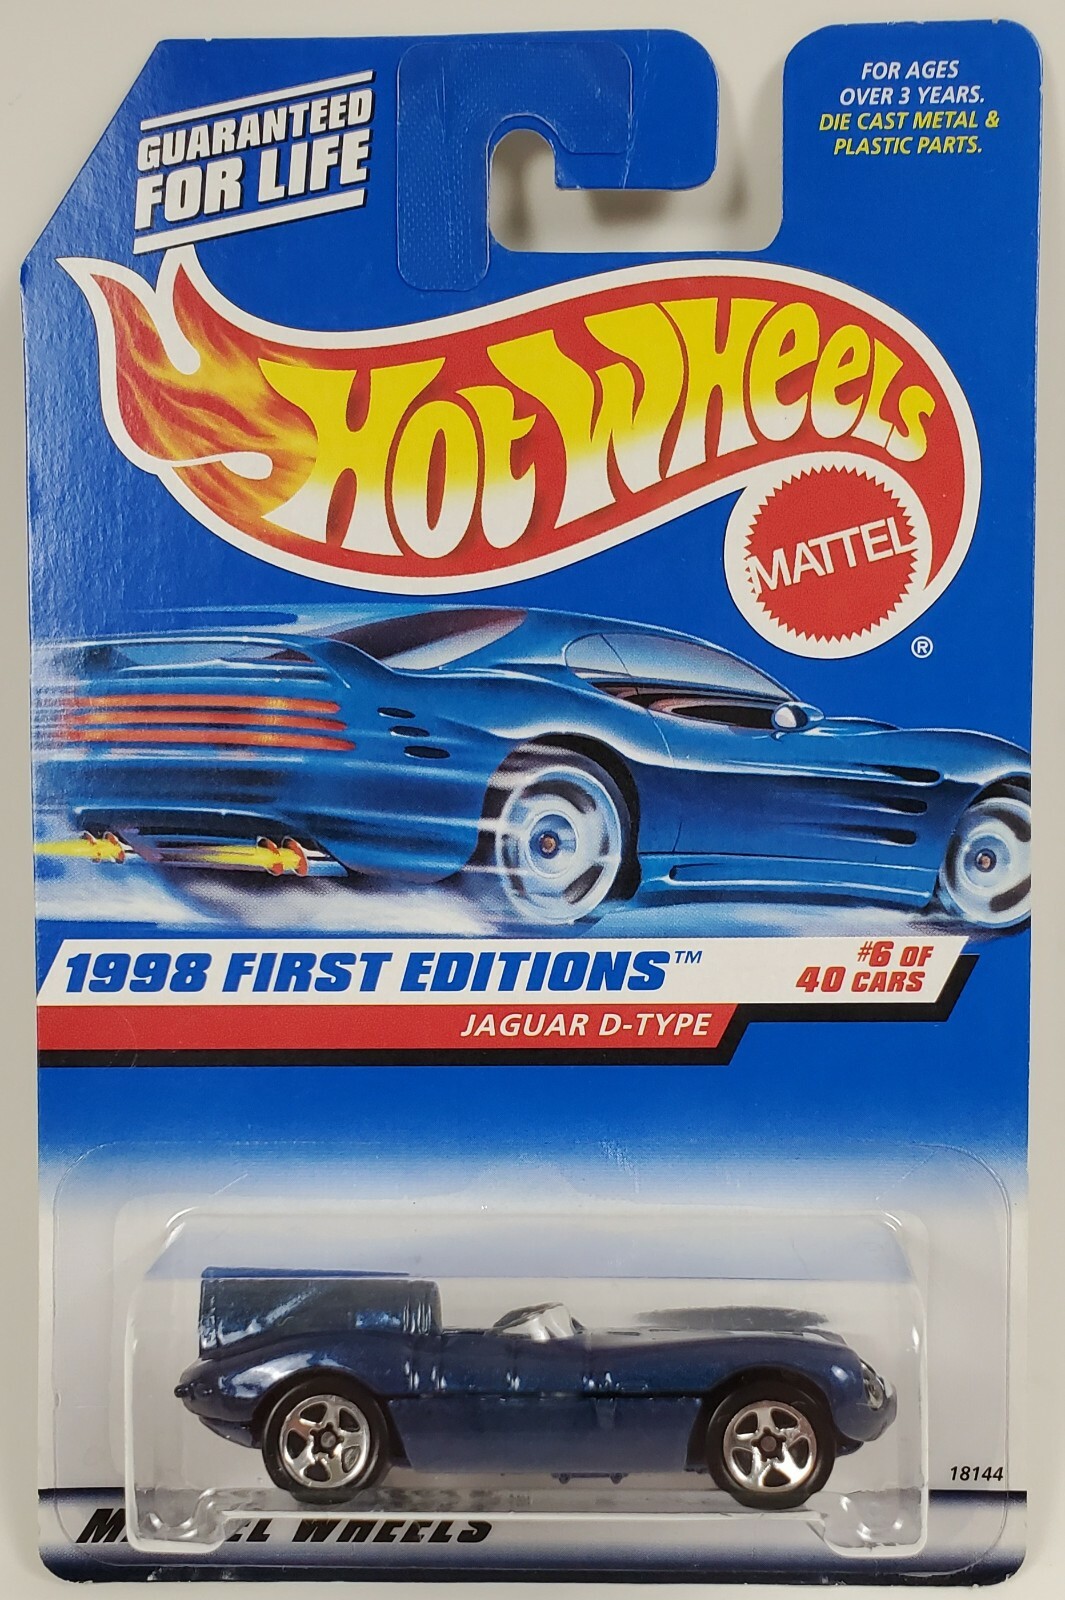 GUARANTEED
FOR LIFE
FOR AGES
OVER 3 YEARS.
DIE CAST METAL &
PLASTIC PARTS.
HOT WHEELS
MATTEL
®
1998 FIRST EDITIONS™
#6 OF
40 CARS
JAGUAR D-TYPE
18144
WHEELS